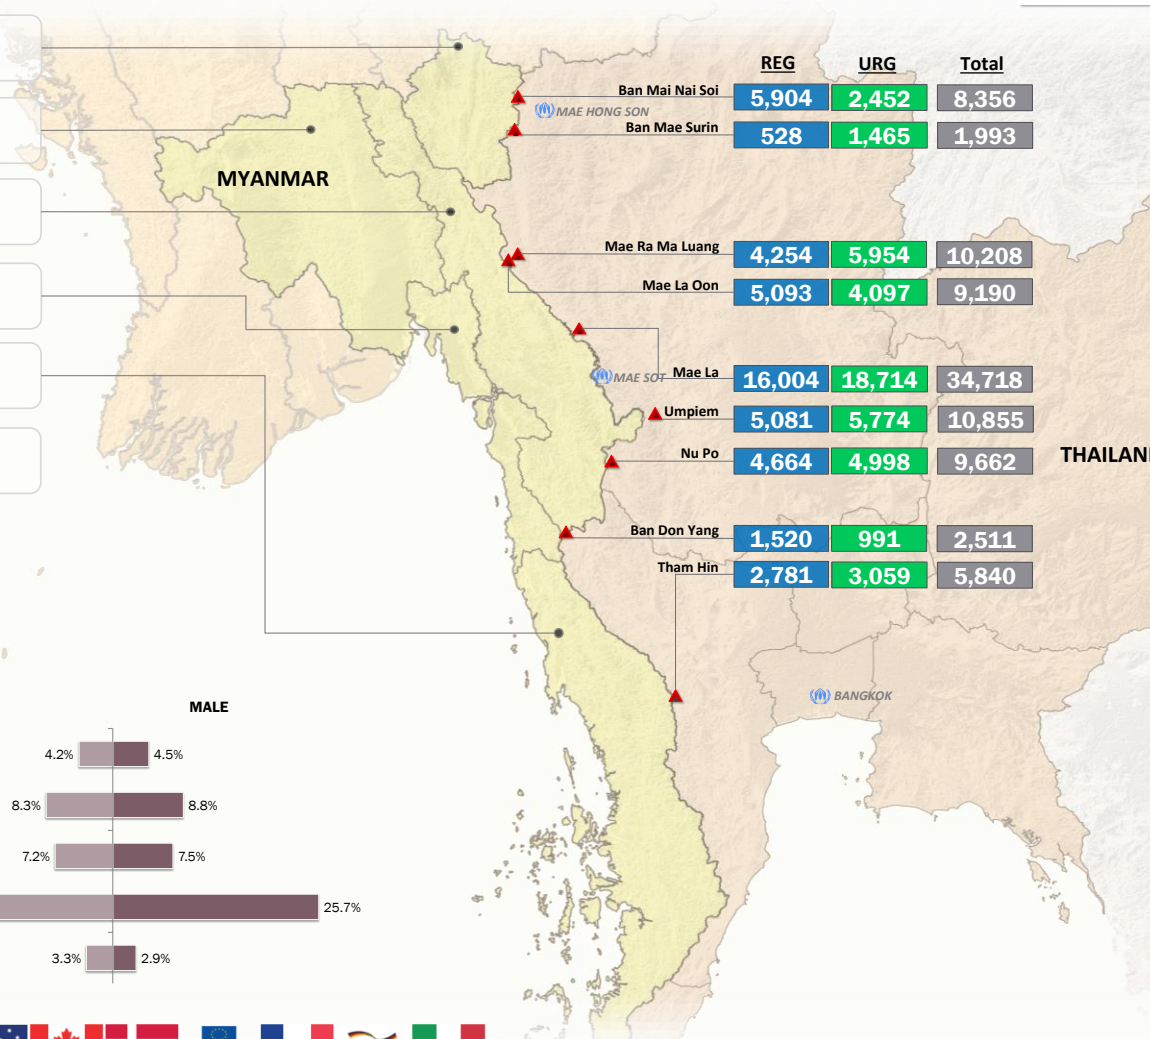 REG URG Total
Ban Mai Nai Soi 5,904 2,452 8,356
MAE HONG SON
Ban Mae Surin 528 1,465 1,993
MYANMAR
Mae Ra Ma Luang 4,254 5,954 10,208
Mae La Oon 5,093 4,097 9,190
MAE SOT
Mae La 16,004 18,714 34,718
Umpiem 5,081 5,774 10,855
Nu Po 4,664 4,998 9,662
THAILAN
Ban Don Yang 1,520 991 2,511
Tham Hin 2,781 3,059 5,840
BANGKOK
MALE
4.2% 4.5%
8.3% 8.8%
7.2% 7.5%
25.7%
3.3% 2.9%